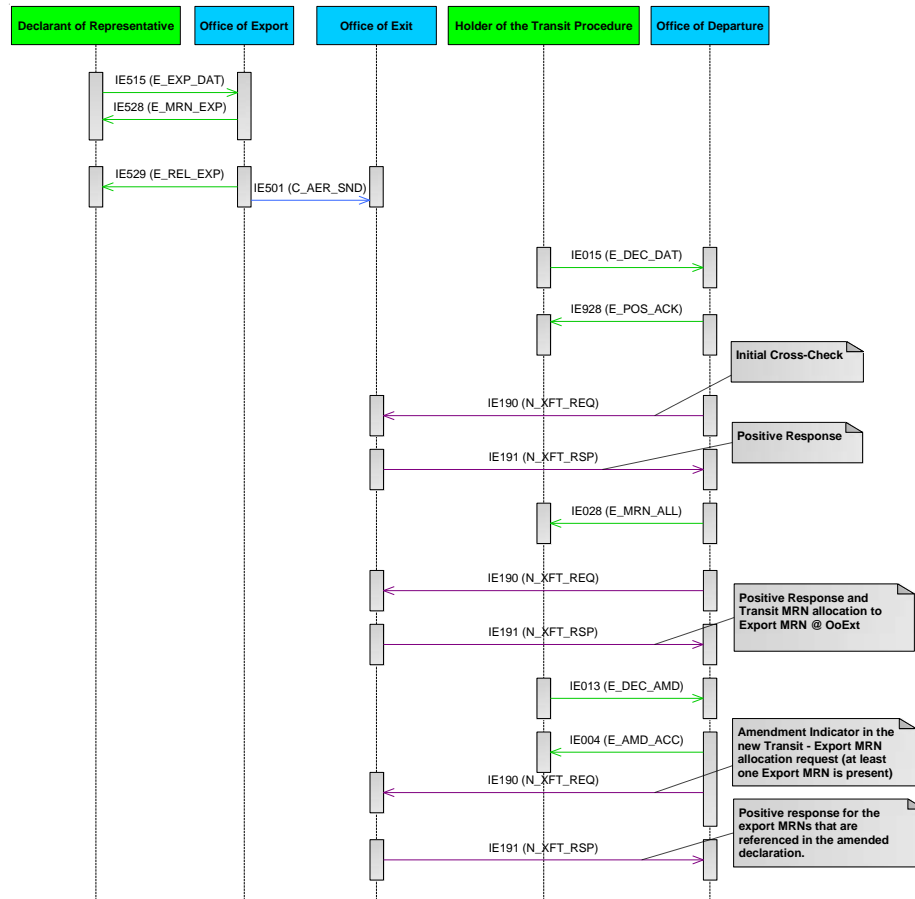 Declarant of Representative
Office of Export
Office of Exit
Holder of the Transit Procedure
Office of Departure
IE515 (E_EXP_DAT)
IE528 (E_MRN_EXP)
IE529 (E_REL_EXP)
IE501 (C_AER_SND)
IE015 (E_DEC_DAT)
IE928 (E_POS_ACK)
Initial Cross-Check
IE190 (N_XFT_REQ)
Positive Response
IE191 (N_XFT_RSP)
IE028 (E_MRN_ALL)
IE190 (N_XFT_REQ)
Positive Response and
Transit MRN allocation to
Export MRN @ OoExt
IE191 (N_XFT_RSP)
IE013 (E_DEC_AMD)
IE004 (E_AMD_ACC)
Amendment Indicator in the
new Transit - Export MRN
allocation request (at least
one Export MRN is present)
IE190 (N_XFT_REQ)
Positive response for the
export MRNs that are
referenced in the amended
declaration.
IE191 (N_XFT_RSP)